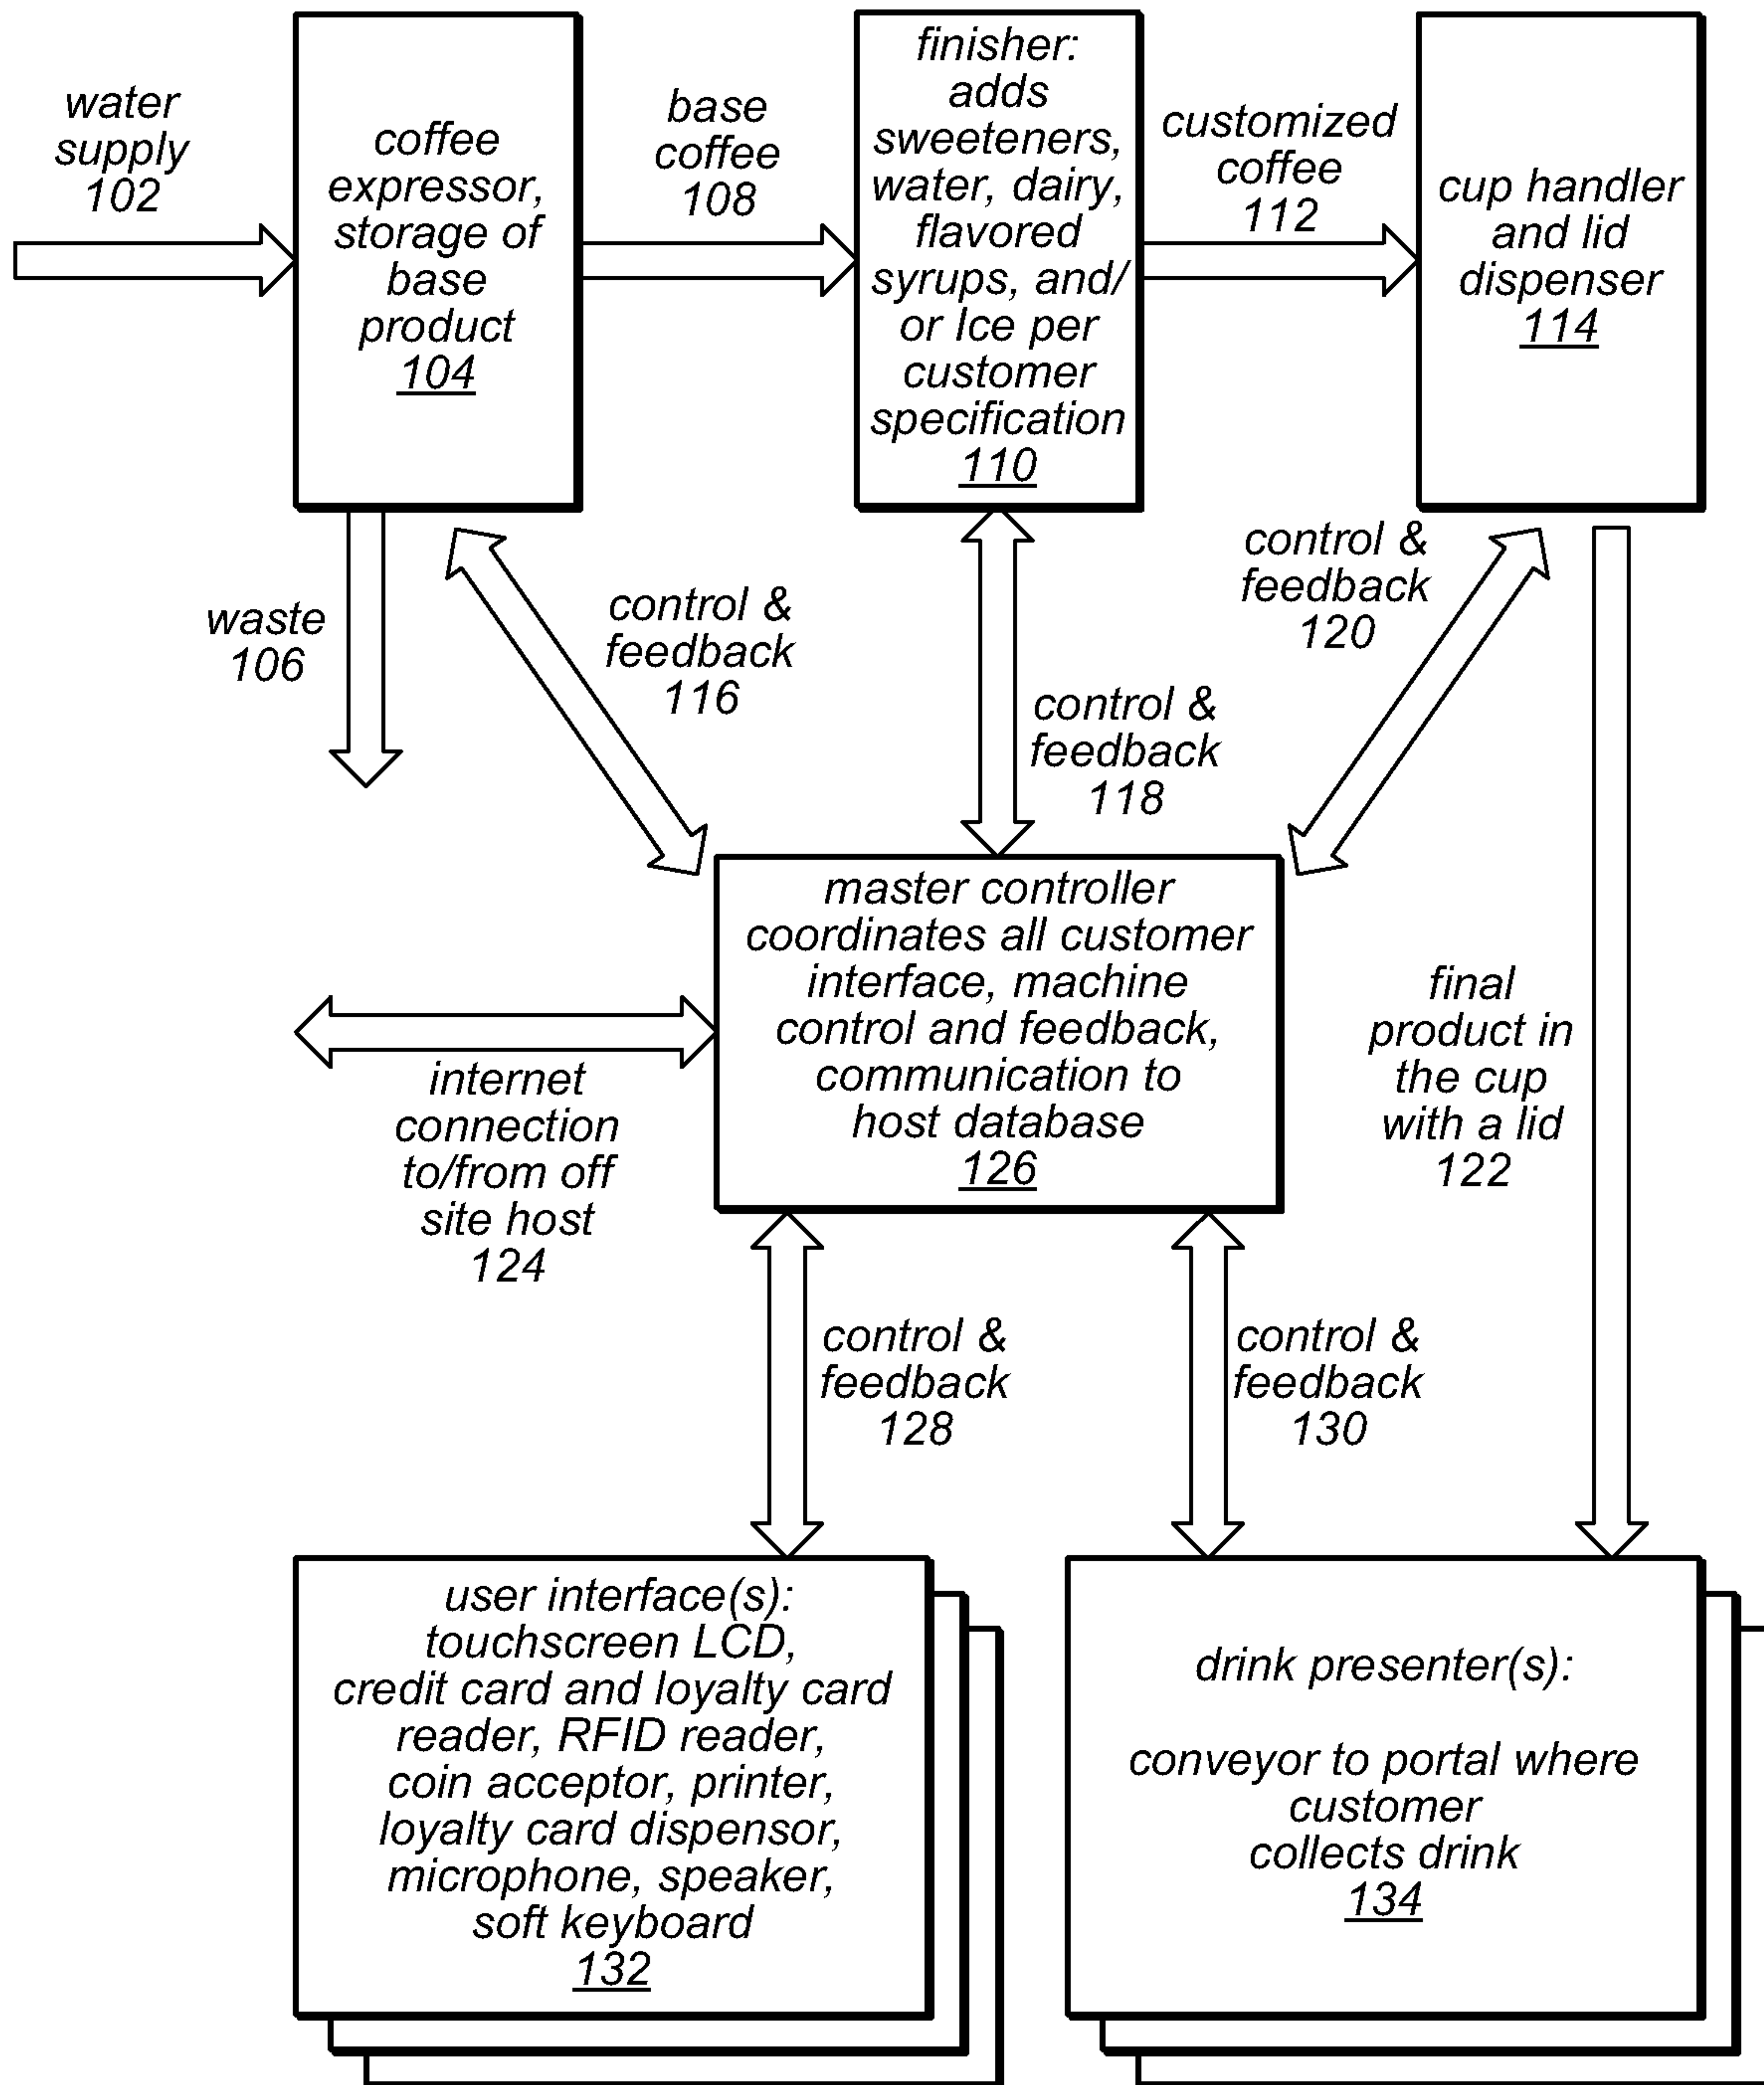 water
supply
102
coffee
expressor,
storage of
base
product
104
base
coffee
108
finisher:
adds
sweeteners,
water, dairy,
flavored
syrups, and/
or Ice per
customer
specification
110
customized
coffee
112
cup handler
and lid
dispenser
114
waste
106
control &
feedback
116
control &
feedback
118
control &
feedback
120
master controller
coordinates all customer
interface, machine
control and feedback,
communication to
host database
126
internet
connection
to/from off
site host
124
final
product in
the cup
with a lid
122
control &
feedback
128
control &
feedback
130
user interface(s):
touchscreen LCD,
credit card and loyalty card
reader, RFID reader,
coin acceptor, printer,
loyalty card dispensor,
microphone, speaker,
soft keyboard
132
drink presenter(s):
conveyor to portal where
customer
collects drink
134